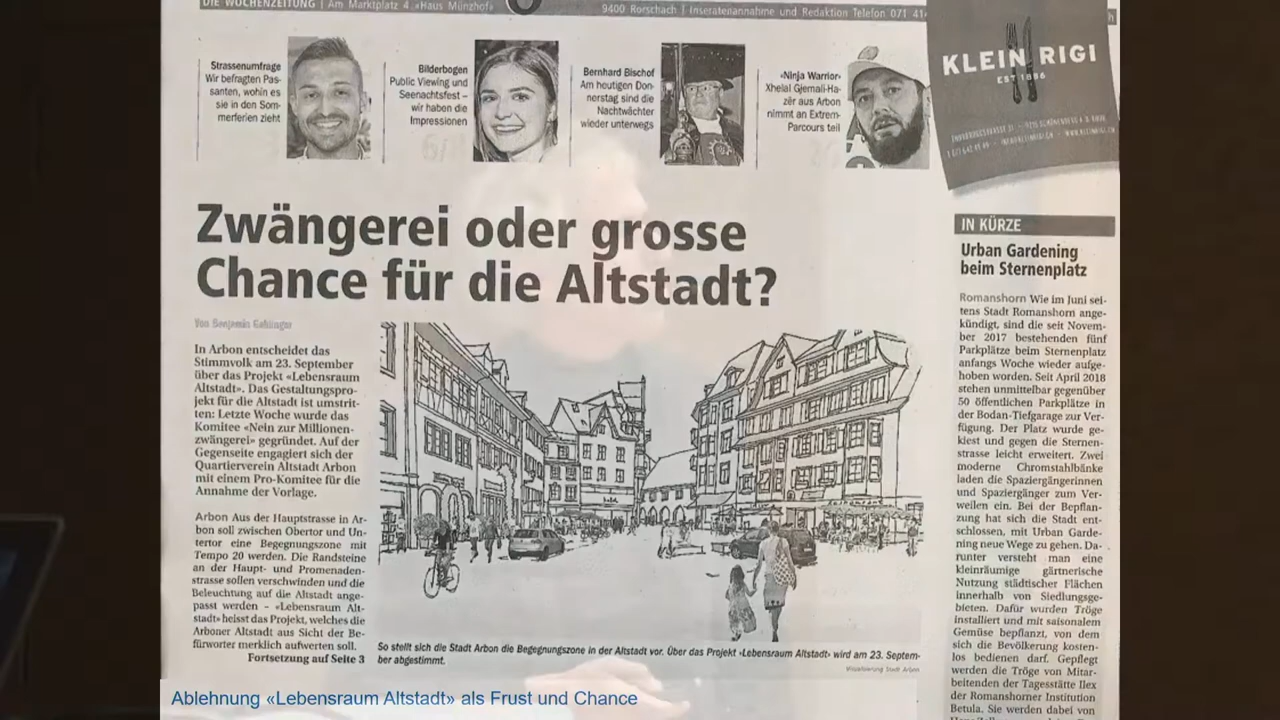 DIE WOCHENZEITUNG | Am Marktplatz 4 «Haus Münzhof»
9400 Rorschach | Inseratenannahme und Redaktion Telefon 071 41
Strassenumfrage
Wir befragten Pas-
santen, wohin es
sie in den Som-
merferien zieht
Bilderbogen
Public Viewing und
Seenachtsfest –
wir haben die
Impressionen
Bernhard Bischof
Am heutigen Don-
nerstag sind die
Nachtwächter
wieder unterwegs
«Ninja Warrior»
Xhelal Gjemali-Ha-
zër aus Arbon
nimmt an Extrem-
Parcours teil
KLEIN RIGI
EST 1886
Zwängerei oder grosse
Chance für die Altstadt?
Von Benjamin
In Arbon entscheidet das
Stimmvolk am 23. September
über das Projekt «Lebensraum
Altstadt». Das Gestaltungspro-
jekt für die Altstadt ist umstrit-
ten: Letzte Woche wurde das
Komitee «Nein zur Millionen-
zwängerei» gegründet. Auf der
Gegenseite engagiert sich der
Quartierverein Altstadt Arbon
mit einem Pro-Komitee für die
Annahme der Vorlage.
Arbon Aus der Hauptstrasse in Ar-
bon soll zwischen Obertor und Un-
tertor eine Begegnungszone mit
Tempo 20 werden. Die Randsteine
an der Haupt- und Promenaden-
strasse sollen verschwinden und die
Beleuchtung auf die Altstadt ange-
passt werden – «Lebensraum Alt-
stadt» heisst das Projekt, welches die
Arboner Altstadt aus Sicht der Be-
fürworter merklich aufwerten soll.
Fortsetzung auf Seite 3
So stellt sich die Stadt Arbon die Begegnungszone in der Altstadt vor. Über das Projekt «Lebensraum Altstadt» wird am 23. Septem-
ber abgestimmt.
Visualisierung Stadt Arbon
IN KÜRZE
Urban Gardening
beim Sternenplatz
Romanshorn Wie im Juni sei-
tens Stadt Romanshorn ange-
kündigt, sind die seit Novem-
ber 2017 bestehenden fünf
Parkplätze beim Sternenplatz
anfangs Woche wieder aufge-
hoben worden. Seit April 2018
stehen unmittelbar gegenüber
50 öffentlichen Parkplätze in
der Bodan-Tiefgarage zur Ver-
fügung. Der Platz wurde ge-
kiest und gegen die Sternen-
strasse leicht erweitert. Zwei
moderne Chromstahlbänke
laden die Spaziergängerinnen
und Spaziergänger zum Ver-
weilen ein. Bei der Bepflan-
zung hat sich die Stadt ent-
schlossen, mit Urban Garde-
ning neue Wege zu gehen. Da-
runter versteht man eine
kleinräumige gärtnerische
Nutzung städtischer Flächen
innerhalb von Siedlungsge-
bieten. Dafür wurden Tröge
installiert und mit saisonalem
Gemüse bepflanzt, von dem
sich die Bevölkerung kosten-
los bedienen darf. Gepflegt
werden die Tröge von Mitar-
beitenden der Tagesstätte Ilex
der Romanshorner Institution
Betula. Sie werden dabei von
Ablehnung «Lebensraum Altstadt» als Frust und Chance